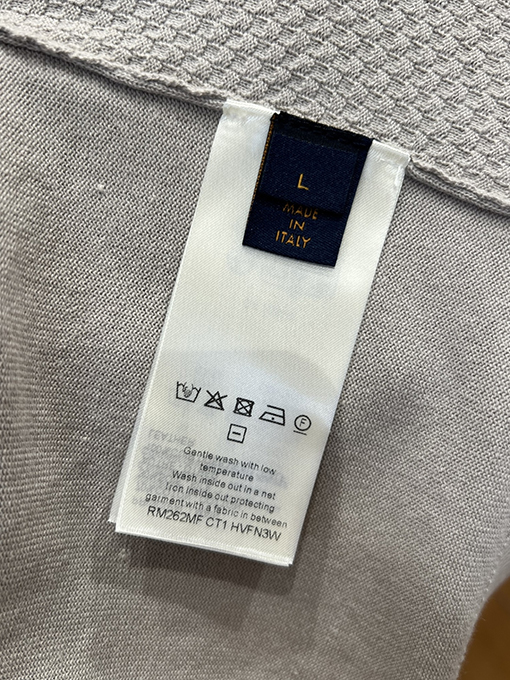 L
MADE
IN
ITALY
F
LEATHER
Gentle wash with low
temperature
Wash inside out in a net
Iron inside out protecting
garment with a fabric in between
RM262MF CT1 HVFN3W